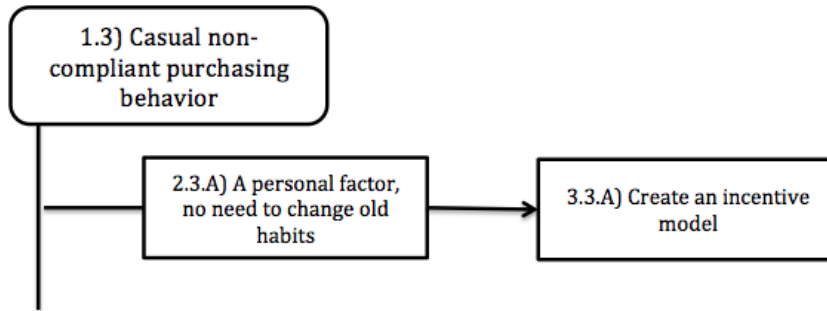 1.3) Casual non-
compliant purchasing
behavior
2.3.A) A personal factor,
no need to change old
habits
3.3.A) Create an incentive
model